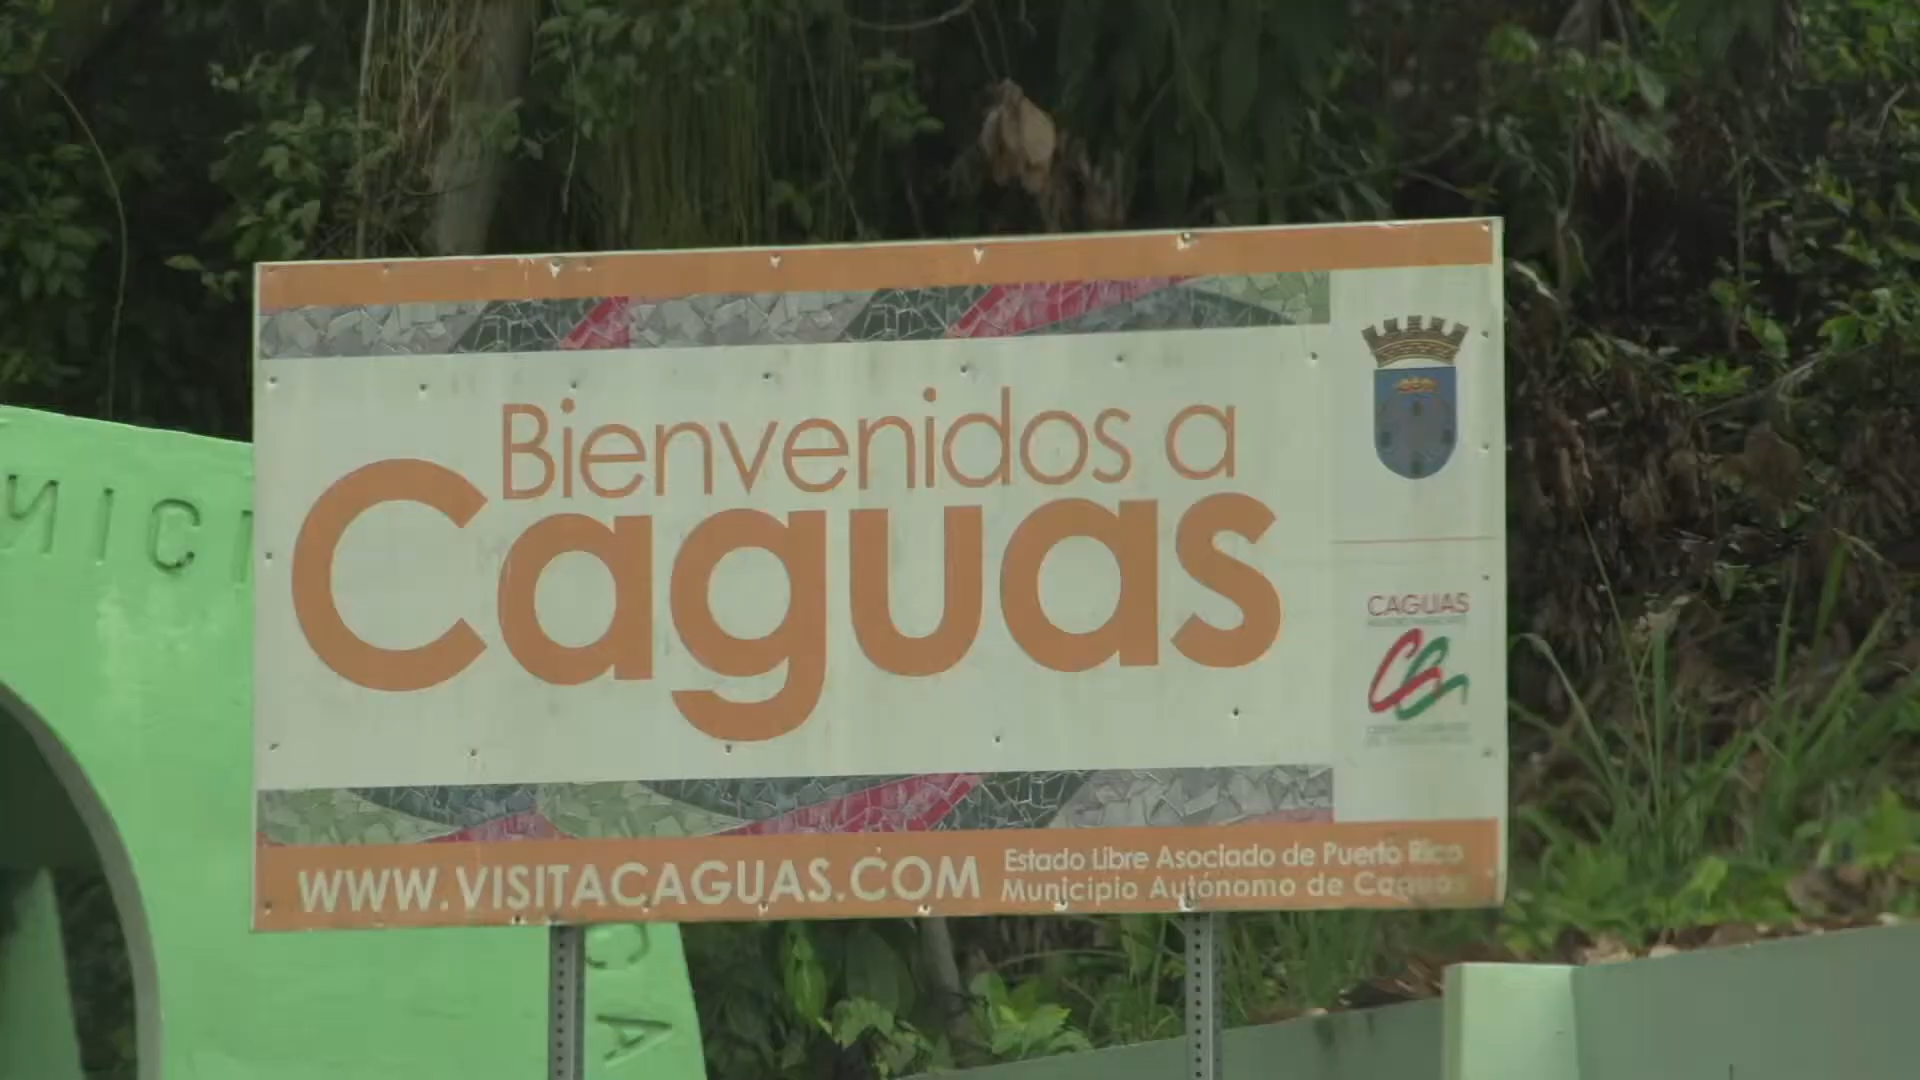 Bienvenidos a
Caguas
CAGUAS
WWW.VISITACAGUAS.COM
Estado Libre Asociado de Puerto Rico
Municipio Autónomo de Caguas